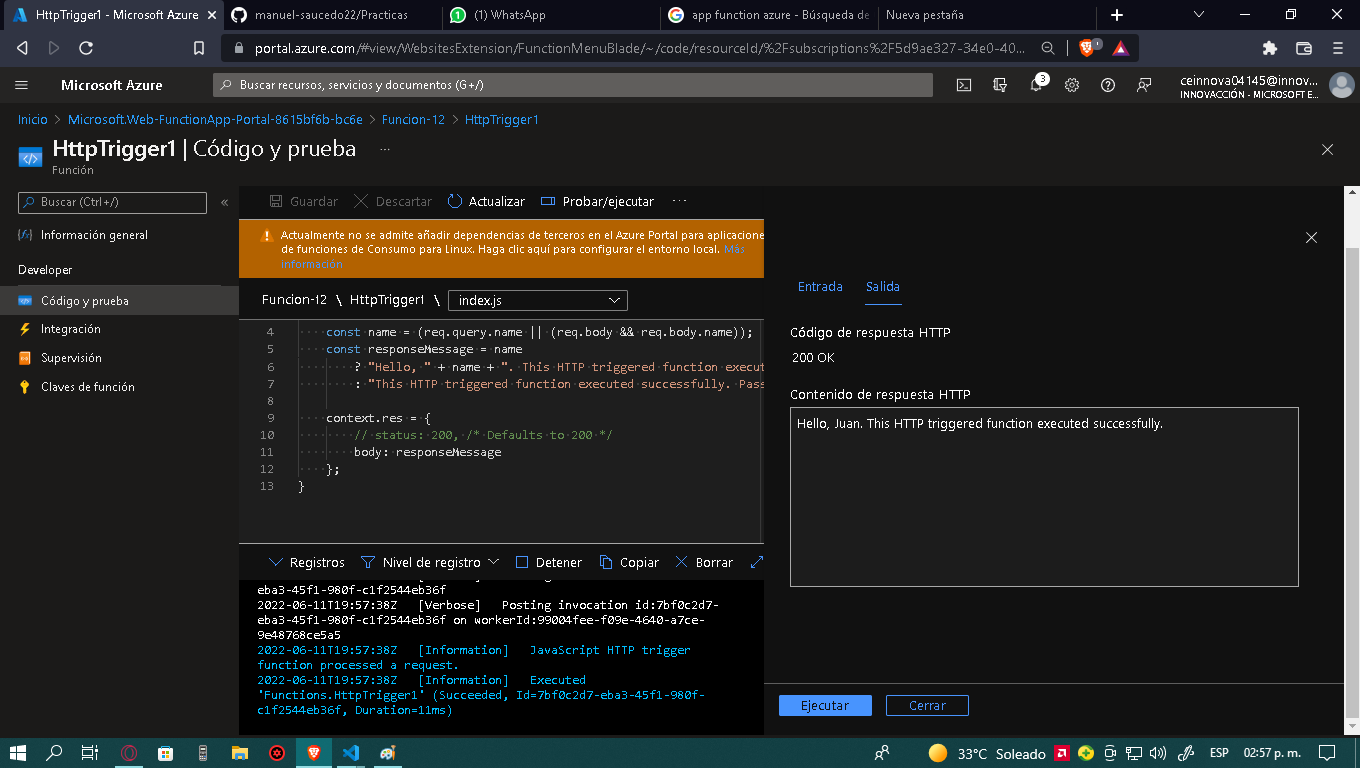 HttpTrigger1 - Microsoft Azure
manuel-saucedo22/Practicas
(1) WhatsApp
app function azure - Búsqueda de
Nueva pestaña
portal.azure.com/#view/WebsitesExtension/FunctionMenuBlade/~/code/resourceId/%2Fsubscriptions%2F5d9ae327-34e0-40...
Microsoft Azure
Buscar recursos, servicios y documentos (G+/)
3
ceinnova04145@innov...
INNOVACCIÓN - MICROSOFT E...
Inicio > Microsoft.Web-FunctionApp-Portal-8615bf6b-bc6e > Funcion-12 > HttpTrigger1
HttpTrigger1 | Código y prueba ...
Función
Buscar (Ctrl+/) «
Información general
Developer
Código y prueba
Integración
Supervisión
Claves de función
Guardar Descartar Actualizar Probar/ejecutar ...
Actualmente no se admite añadir dependencias de terceros en el Azure Portal para aplicacione
de funciones de Consumo para Linux. Haga clic aquí para configurar el entorno local. Más
Información
Funcion-12 \ HttpTrigger1 \ index.js
4 const name = (req.query.name || (req.body && req.body.name));
5 const responseMessage = name
6 ? "Hello, " + name + ". This HTTP triggered function execut
7 : "This HTTP triggered function executed successfully. Pass
8
9 context.res = {
10 // status: 200, /* Defaults to 200 */
11 body: responseMessage
12 };
13 }
Registros Nivel de registro Detener Copiar Borrar
eba3-45f1-980f-c1f2544eb36f
2022-06-11T19:57:38Z [Verbose] Posting invocation id:7bf0c2d7-
eba3-45f1-980f-c1f2544eb36f on workerId:99004fee-f09e-4640-a7ce-
9e48768ce5a5
2022-06-11T19:57:38Z [Information] JavaScript HTTP trigger
function processed a request.
2022-06-11T19:57:38Z [Information] Executed
'Functions.HttpTrigger1' (Succeeded, Id=7bf0c2d7-eba3-45f1-980f-
c1f2544eb36f, Duration=11ms)
Entrada Salida
Código de respuesta HTTP
200 OK
Contenido de respuesta HTTP
Hello, Juan. This HTTP triggered function executed successfully.
Ejecutar Cerrar
33°C Soleado
ESP
02:57 p. m.